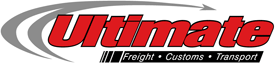 Ultimate
Freight • Customs • Transport